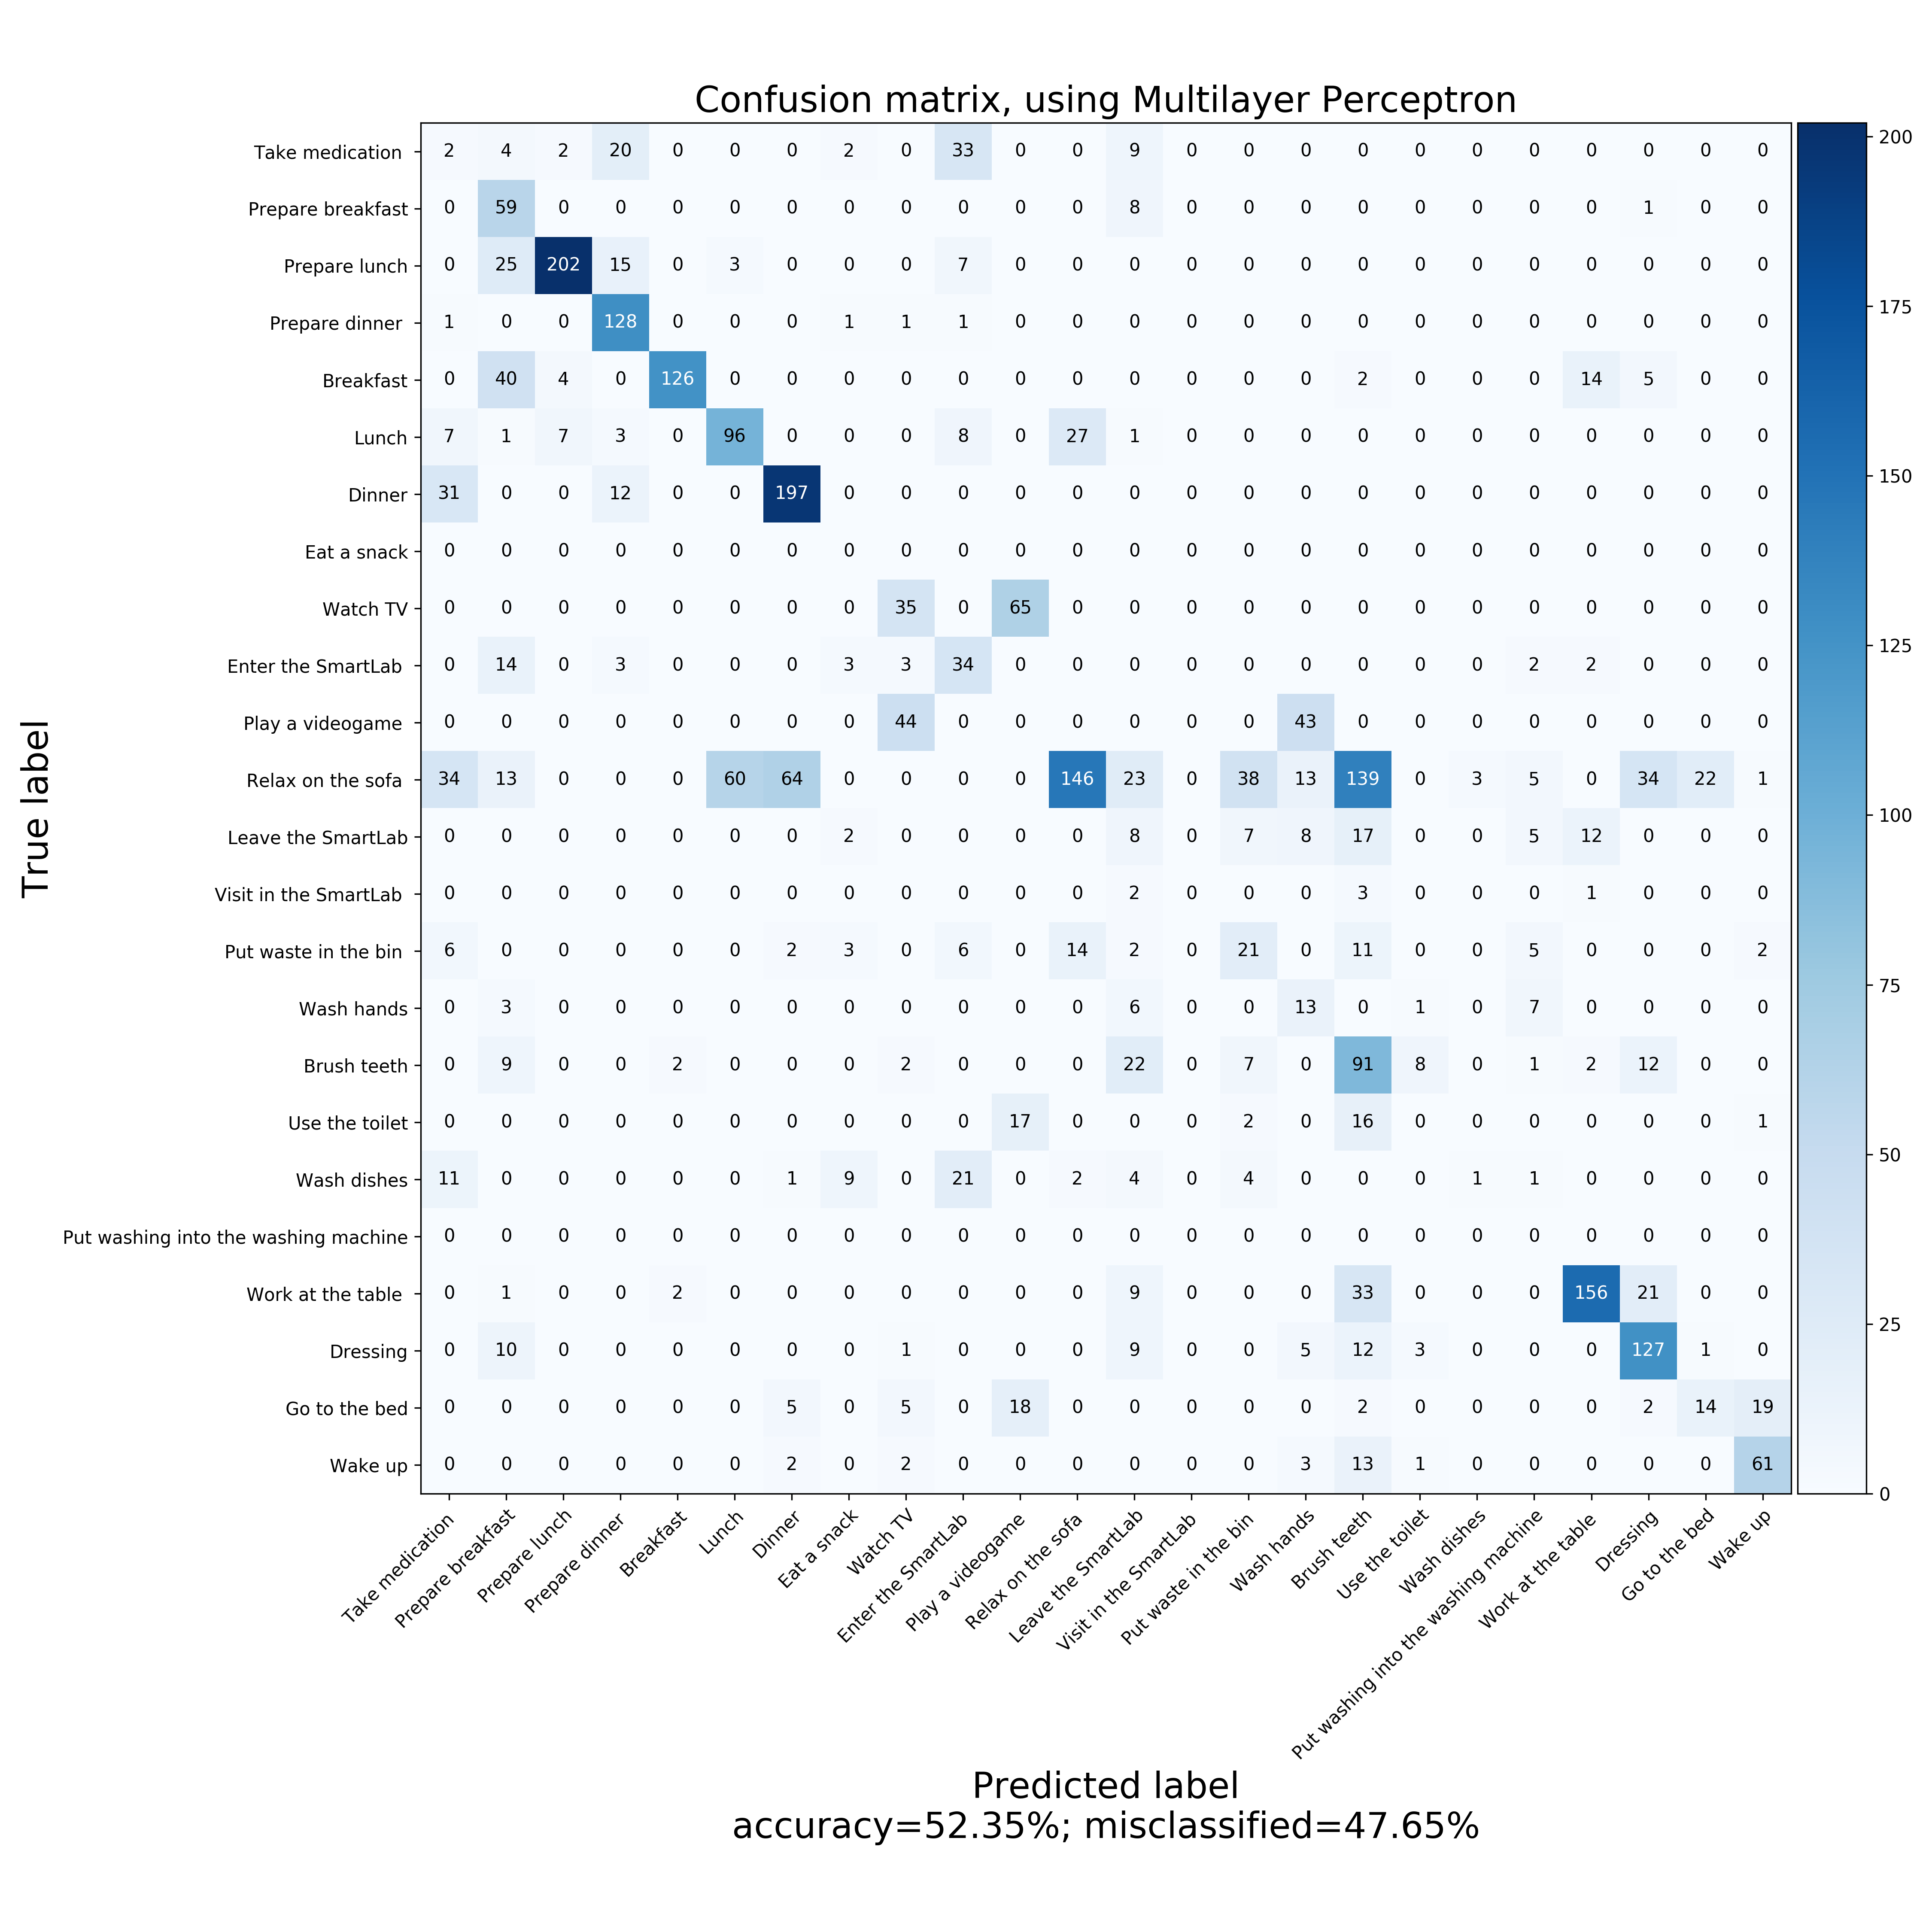 Confusion matrix, using Multilayer Perceptron
True label
Take medication 2 4 2 20 0 0 0 2 0 33 0 0 9 0 0 0 0 0 0 0 0 0 0 0
Prepare breakfast 0 59 0 0 0 0 0 0 0 0 0 0 8 0 0 0 0 0 0 0 0 1 0 0
Prepare lunch 0 25 202 15 0 3 0 0 0 7 0 0 0 0 0 0 0 0 0 0 0 0 0 0
Prepare dinner 1 0 0 128 0 0 0 1 1 1 0 0 0 0 0 0 0 0 0 0 0 0 0 0
Breakfast 0 40 4 0 126 0 0 0 0 0 0 0 0 0 0 0 2 0 0 0 14 5 0 0
Lunch 7 1 7 3 0 96 0 0 0 8 0 27 1 0 0 0 0 0 0 0 0 0 0 0
Dinner 31 0 0 12 0 0 197 0 0 0 0 0 0 0 0 0 0 0 0 0 0 0 0 0
Eat a snack 0 0 0 0 0 0 0 0 0 0 0 0 0 0 0 0 0 0 0 0 0 0 0 0
Watch TV 0 0 0 0 0 0 0 0 35 0 65 0 0 0 0 0 0 0 0 0 0 0 0 0
Enter the SmartLab 0 14 0 3 0 0 0 3 3 34 0 0 0 0 0 0 0 0 0 2 2 0 0 0
Play a videogame 0 0 0 0 0 0 0 0 44 0 0 0 0 0 0 43 0 0 0 0 0 0 0 0
Relax on the sofa 34 13 0 0 0 60 64 0 0 0 0 146 23 0 38 13 139 0 3 5 0 34 22 1
Leave the SmartLab 0 0 0 0 0 0 0 2 0 0 0 0 8 0 7 8 17 0 0 5 12 0 0 0
Visit in the SmartLab 0 0 0 0 0 0 0 0 0 0 0 0 2 0 0 0 3 0 0 0 1 0 0 0
Put waste in the bin 6 0 0 0 0 0 2 3 0 6 0 14 2 0 21 0 11 0 0 5 0 0 0 2
Wash hands 0 3 0 0 0 0 0 0 0 0 0 0 6 0 0 13 0 1 0 7 0 0 0 0
Brush teeth 0 9 0 0 2 0 0 0 2 0 0 0 22 0 7 0 91 8 0 1 2 12 0 0
Use the toilet 0 0 0 0 0 0 0 0 0 0 17 0 0 0 2 0 16 0 0 0 0 0 0 1
Wash dishes 11 0 0 0 0 0 1 9 0 21 0 2 4 0 4 0 0 0 1 1 0 0 0 0
Put washing into the washing machine 0 0 0 0 0 0 0 0 0 0 0 0 0 0 0 0 0 0 0 0 0 0 0 0
Work at the table 0 1 0 0 2 0 0 0 0 0 0 0 9 0 0 0 33 0 0 0 156 21 0 0
Dressing 0 10 0 0 0 0 0 0 1 0 0 0 9 0 0 5 12 3 0 0 0 127 1 0
Go to the bed 0 0 0 0 0 0 5 0 5 0 18 0 0 0 0 0 2 0 0 0 0 2 14 19
Wake up 0 0 0 0 0 0 2 0 2 0 0 0 0 0 0 3 13 1 0 0 0 0 0 61
200
175
150
125
100
75
50
25
0
Take medication
Prepare breakfast
Prepare lunch
Prepare dinner
Breakfast
Lunch
Dinner
Eat a snack
Watch TV
Enter the SmartLab
Play a videogame
Relax on the sofa
Leave the SmartLab
Visit in the SmartLab
Put waste in the bin
Wash hands
Brush teeth
Use the toilet
Wash dishes
Put washing into the washing machine
Work at the table
Dressing
Go to the bed
Wake up
Predicted label
accuracy=52.35%; misclassified=47.65%